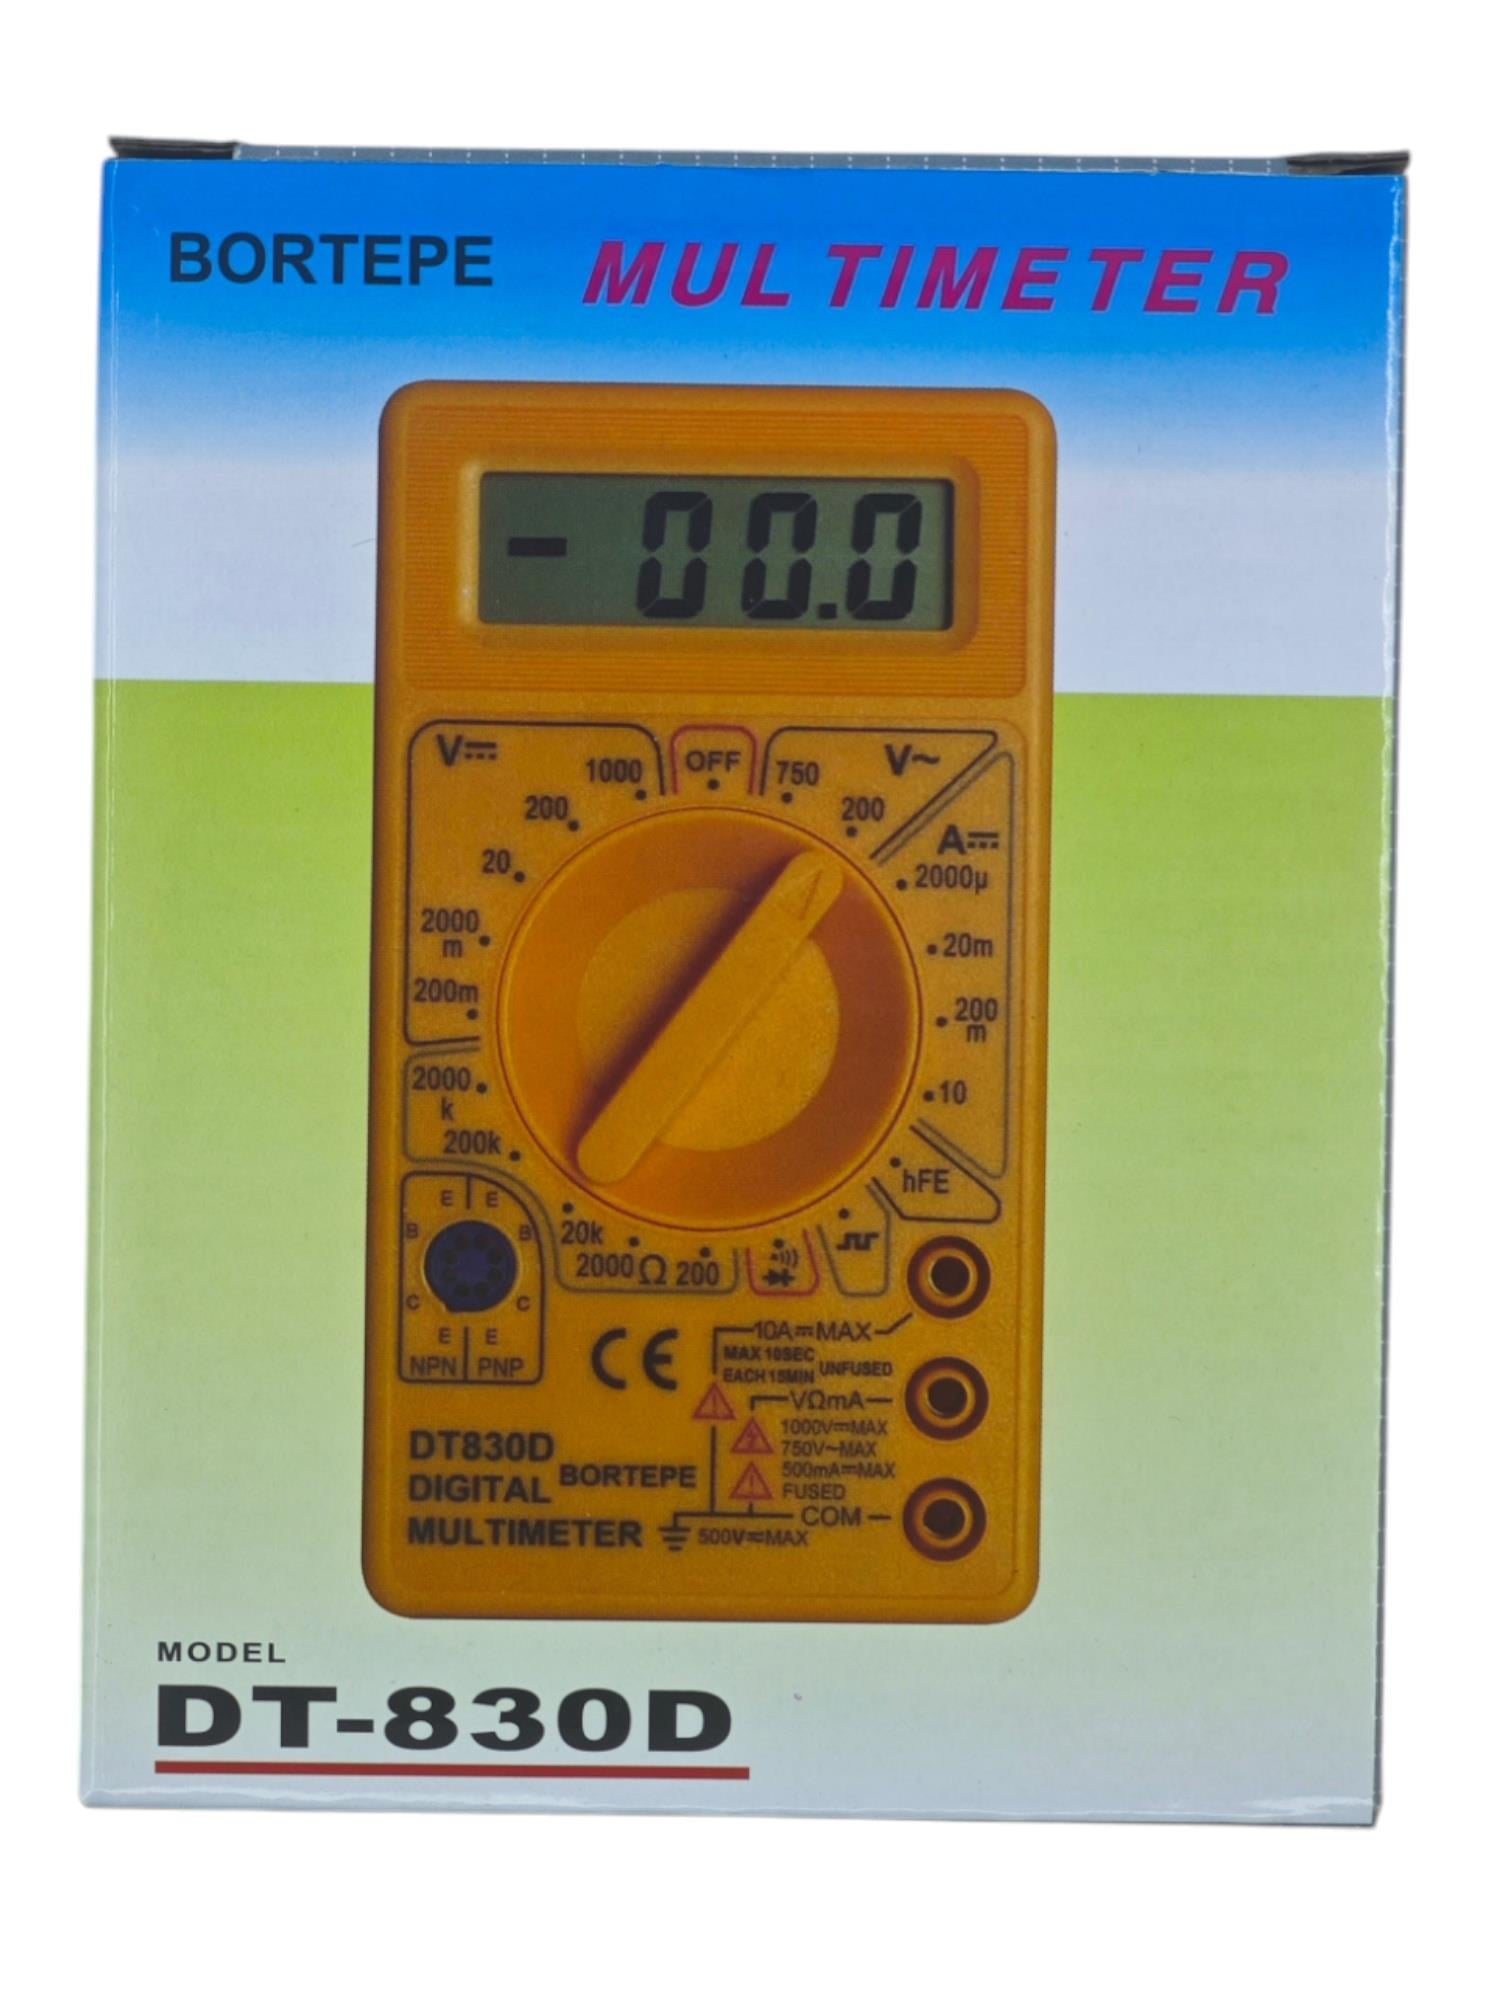 BORTEPE MULTIMETER
- 00.0
V⎓ 1000 OFF 750 V~
200 200
A⎓
20 2000µ
2000
m
20m
200m
200
m
2000
k
10
200k
hFE
E E
B B
20k
2000 Ω 200
C C
E E
NPN PNP
CE
10A⎓MAX
MAX 10SEC
EACH 15MIN UNFUSED
VΩmA
1000V⎓MAX
750V~MAX
500mA⎓MAX
FUSED
COM
500V≂MAX
DT830D
DIGITAL BORTEPE
MULTIMETER
MODEL
DT-830D